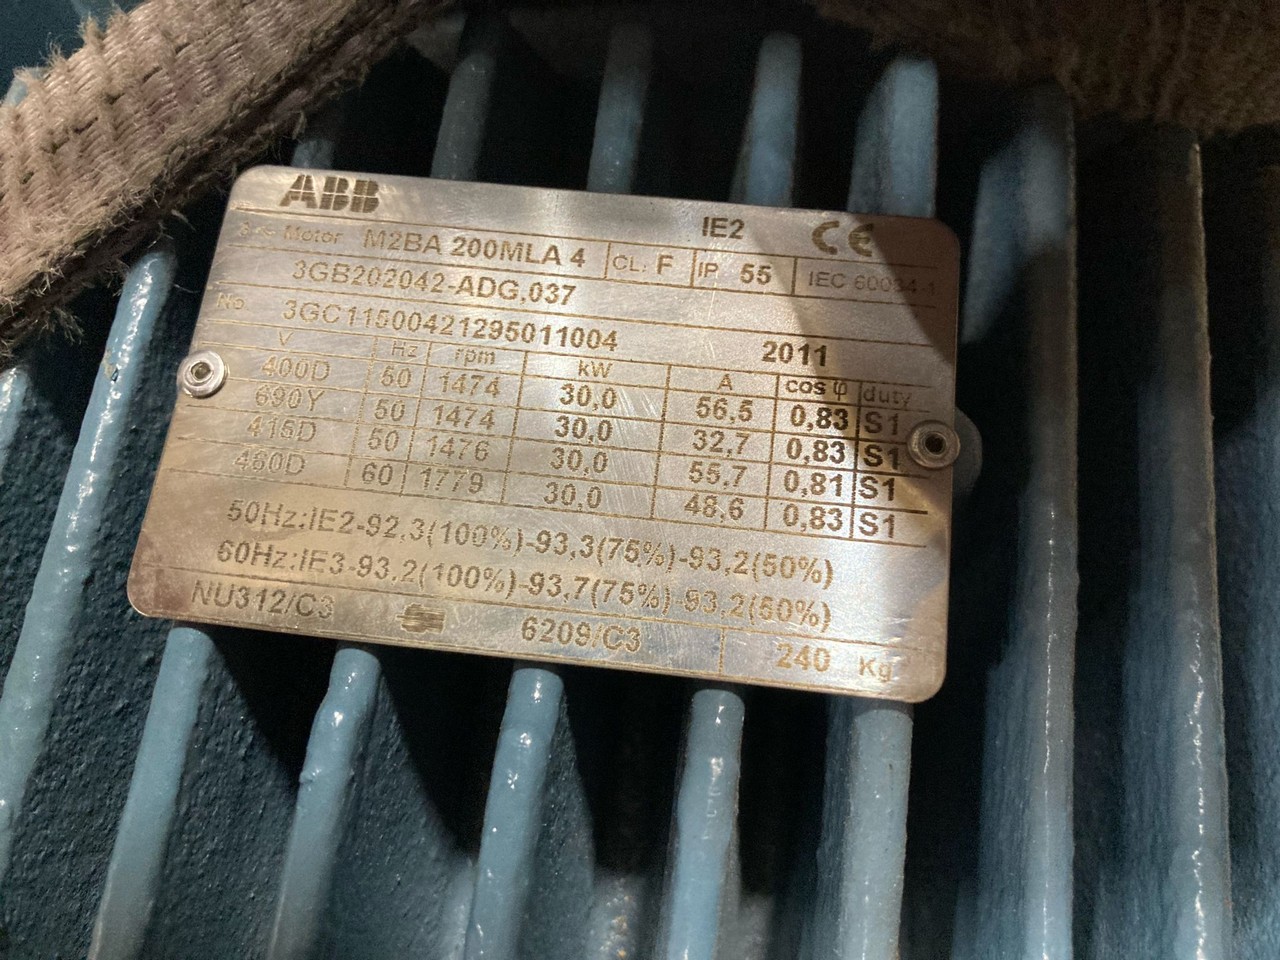 ABB
IE2 CE
3~ Motor M2BA 200MLA 4 CL. F IP 55 IEC 60034-1
3GB202042-ADG,037
No. 3GC11500421295011004 2011
V Hz rpm kW A cos φ duty
400D 50 1474 30,0 56,5 0,83 S1
690Y 50 1474 30,0 32,7 0,83 S1
415D 50 1476 30,0 55,7 0,81 S1
460D 60 1779 30,0 48,6 0,83 S1
50Hz:IE2-92,3(100%)-93,3(75%)-93,2(50%)
60Hz:IE3-93,2(100%)-93,7(75%)-93,2(50%)
NU312/C3 6209/C3 240 Kg